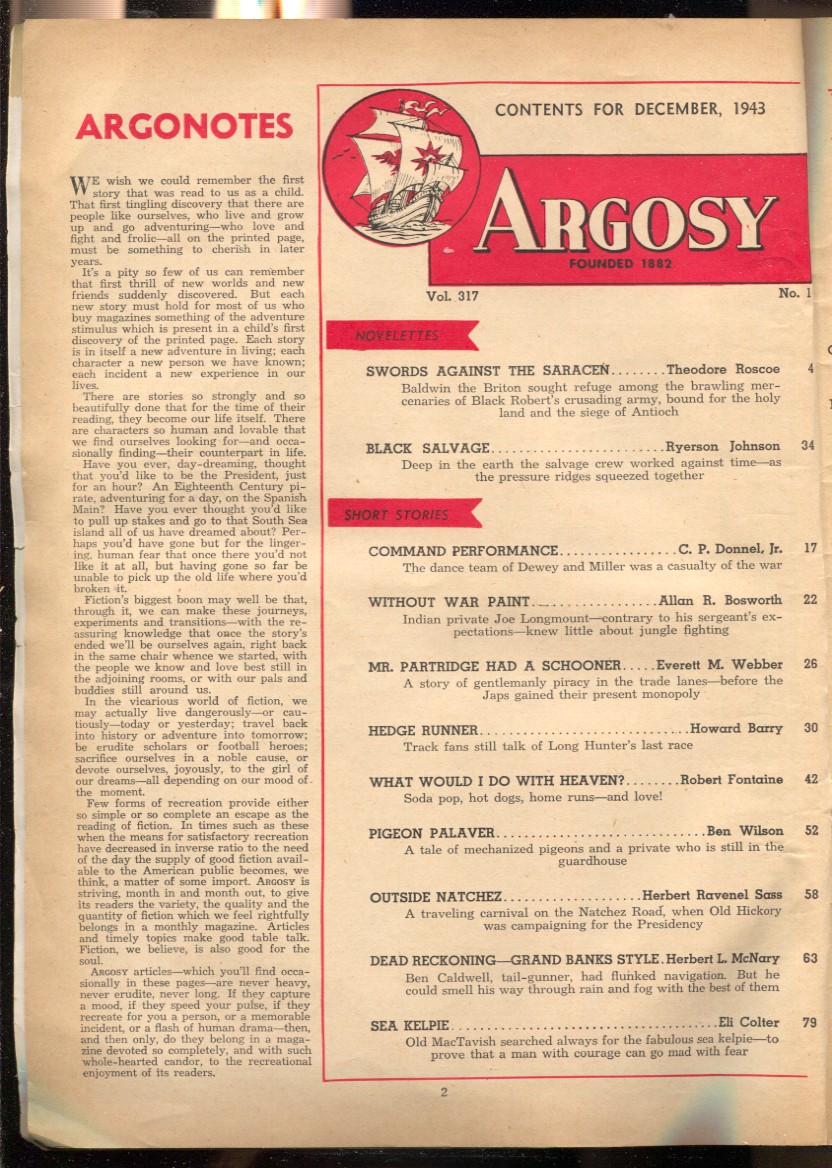 ARGONOTES
WE wish we could remember the first
story that was read to us as a child.
That first tingling discovery that there are
people like ourselves, who live and grow
up and go adventuring—who love and
fight and frolic—all on the printed page,
must be something to cherish in later
years.
It's a pity so few of us can remember
that first thrill of new worlds and new
friends suddenly discovered. But each
new story must hold for most of us who
buy magazines something of the adventure
stimulus which is present in a child's first
discovery of the printed page. Each story
is in itself a new adventure in living; each
character a new person we have known;
each incident a new experience in our
lives.
There are stories so strongly and so
beautifully done that for the time of their
reading, they become our life itself. There
are characters so human and lovable that
we find ourselves looking for—and occa-
sionally finding—their counterpart in life.
Have you ever, day-dreaming, thought
that you'd like to be the President, just
for an hour? An Eighteenth Century pi-
rate, adventuring for a day, on the Spanish
Main? Have you ever thought you'd like
to pull up stakes and go to that South Sea
island all of us have dreamed about? Per-
haps you'd have gone but for the linger-
ing, human fear that once there you'd not
like it at all, but having gone so far be
unable to pick up the old life where you'd
broken it.
Fiction's biggest boon may well be that,
through it, we can make these journeys,
experiments and transitions—with the re-
assuring knowledge that once the story's
ended we'll be ourselves again, right back
in the same chair whence we started, with
the people we know and love best still in
the adjoining rooms, or with our pals and
buddies still around us.
In the vicarious world of fiction, we
may actually live dangerously—or cau-
tiously—today or yesterday; travel back
into history or adventure into tomorrow;
be erudite scholars or football heroes;
sacrifice ourselves in a noble cause, or
devote ourselves, joyously, to the girl of
our dreams—all depending on our mood of
the moment.
Few forms of recreation provide either
so simple or so complete an escape as the
reading of fiction. In times such as these
when the means for satisfactory recreation
have decreased in inverse ratio to the need
of the day the supply of good fiction avail-
able to the American public becomes, we
think, a matter of some import. ARGOSY is
striving, month in and month out, to give
its readers the variety, the quality and the
quantity of fiction which we feel rightfully
belongs in a monthly magazine. Articles
and timely topics make good table talk.
Fiction, we believe, is also good for the
soul.
ARGOSY articles—which you'll find occa-
sionally in these pages—are never heavy,
never erudite, never long. If they capture
a mood, if they speed your pulse, if they
recreate for you a person, or a memorable
incident, or a flash of human drama—then,
and then only, do they belong in a maga-
zine devoted so completely, and with such
whole-hearted candor, to the recreational
enjoyment of its readers.
CONTENTS FOR DECEMBER, 1943
ARGOSY
FOUNDED 1882
Vol. 317 No. 1
NOVELETTES
SWORDS AGAINST THE SARACEN........Theodore Roscoe 4
Baldwin the Briton sought refuge among the brawling mer-
cenaries of Black Robert's crusading army, bound for the holy
land and the siege of Antioch
BLACK SALVAGE..........................Ryerson Johnson 34
Deep in the earth the salvage crew worked against time—as
the pressure ridges squeezed together
SHORT STORIES
COMMAND PERFORMANCE.................C. P. Donnel, Jr. 17
The dance team of Dewey and Miller was a casualty of the war
WITHOUT WAR PAINT...................Allan R. Bosworth 22
Indian private Joe Longmount—contrary to his sergeant's ex-
pectations—knew little about jungle fighting
MR. PARTRIDGE HAD A SCHOONER.....Everett M. Webber 26
A story of gentlemanly piracy in the trade lanes—before the
Japs gained their present monopoly
HEDGE RUNNER...............................Howard Barry 30
Track fans still talk of Long Hunter's last race
WHAT WOULD I DO WITH HEAVEN?........Robert Fontaine 42
Soda pop, hot dogs, home runs—and love!
PIGEON PALAVER...............................Ben Wilson 52
A tale of mechanized pigeons and a private who is still in the
guardhouse
OUTSIDE NATCHEZ.....................Herbert Ravenel Sass 58
A traveling carnival on the Natchez Road, when Old Hickory
was campaigning for the Presidency
DEAD RECKONING—GRAND BANKS STYLE.Herbert L. McNary 63
Ben Caldwell, tail-gunner, had flunked navigation. But he
could smell his way through rain and fog with the best of them
SEA KELPIE.......................................Eli Colter 79
Old MacTavish searched always for the fabulous sea kelpie—to
prove that a man with courage can go mad with fear
2